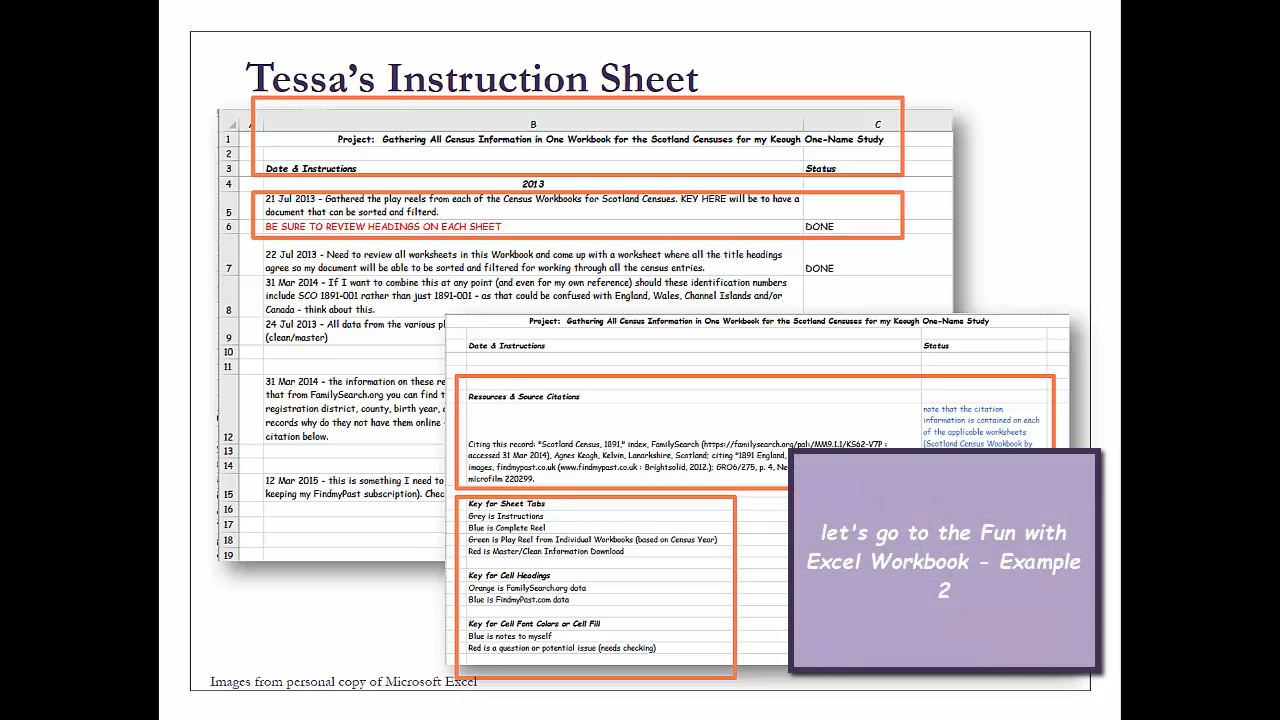 Tessa's Instruction Sheet
B
C
1
Project: Gathering All Census Information in One Workbook for the Scotland Censuses for my Keough One-Name Study
2
3
Date & Instructions
Status
4
2013
21 Jul 2013 - Gathered the play reels from each of the Census Workbooks for Scotland Censues. KEY HERE will be to have a
5
document that can be sorted and filterd.
6
BE SURE TO REVIEW HEADINGS ON EACH SHEET
DONE
22 Jul 2013 - Need to review all worksheets in this Workbook and come up with a worksheet where all the title headings
7
agree so my document will be able to be sorted and filtered for working through all the census entries.
DONE
31 Mar 2014 - If I want to combine this at any point (and even for my own reference) should these identification numbers
include SCO 1891-001 rather than just 1891-001 - as that could be confused with England, Wales, Channel Islands and/or
8
Canada - think about this.
24 Jul 2013 - All data from the various
9
(clean/master)
10
11
31 Mar 2014 - the information on these
that from FamilySearch.org you can find
registration district, county, birth year,
records why do they not have them online -
12
citation below.
13
14
12 Mar 2015 - this is something I need to
15
keeping my FindmyPast subscription). Chec
16
17
18
19
Project: Gathering All Census Information in One Workbook for the Scotland Censuses for my Keough One-Name Study
Date & Instructions
Status
Resources & Source Citations
note that the citation
information is contained on each
of the applicable worksheets
(Scotland Census Wookbook by
Citing this record: "Scotland Census, 1891," index, FamilySearch (https://familysearch.org/pal:/MM9.1.1/KS62-V7P :
accessed 31 Mar 2014), Agnes Keogh, Kelvin, Lanarkshire, Scotland; citing "1891 England,
images, findmypast.co.uk (www.findmypast.co.uk : Brightsolid, 2012.); GRO6/275, p. 4,
microfilm 220299.
Key for Sheet Tabs
Grey is Instructions
Blue is Complete Reel
Green is Play Reel from Individual Workbooks (based on Census Year)
Red is Master/Clean Information Download
Key for Cell Headings
Orange is FamilySearch.org data
Blue is FindmyPast.com data
Key for Cell Font Colors or Cell Fill
Blue is notes to myself
Red is a question or potential issue (needs checking)
let's go to the Fun with
Excel Workbook - Example
2
Images from personal copy of Microsoft Excel